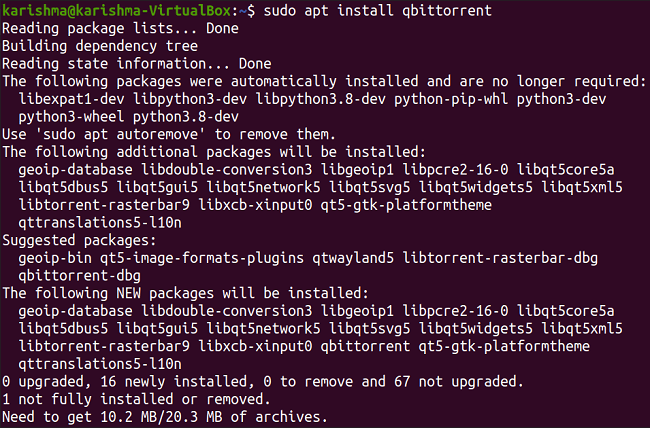 karishma@karishma-VirtualBox:~$ sudo apt install qbittorrent
Reading package lists... Done
Building dependency tree
Reading state information... Done
The following packages were automatically installed and are no longer required:
  libexpat1-dev libpython3-dev libpython3.8-dev python-pip-whl python3-dev
  python3-wheel python3.8-dev
Use 'sudo apt autoremove' to remove them.
The following additional packages will be installed:
  geoip-database libdouble-conversion3 libgeoip1 libpcre2-16-0 libqt5core5a
  libqt5dbus5 libqt5gui5 libqt5network5 libqt5svg5 libqt5widgets5 libqt5xml5
  libtorrent-rasterbar9 libxcb-xinput0 qt5-gtk-platformtheme
  qttranslations5-l10n
Suggested packages:
  geoip-bin qt5-image-formats-plugins qtwayland5 libtorrent-rasterbar-dbg
  qbittorrent-dbg
The following NEW packages will be installed:
  geoip-database libdouble-conversion3 libgeoip1 libpcre2-16-0 libqt5core5a
  libqt5dbus5 libqt5gui5 libqt5network5 libqt5svg5 libqt5widgets5 libqt5xml5
  libtorrent-rasterbar9 libxcb-xinput0 qbittorrent qt5-gtk-platformtheme
  qttranslations5-l10n
0 upgraded, 16 newly installed, 0 to remove and 67 not upgraded.
1 not fully installed or removed.
Need to get 10.2 MB/20.3 MB of archives.